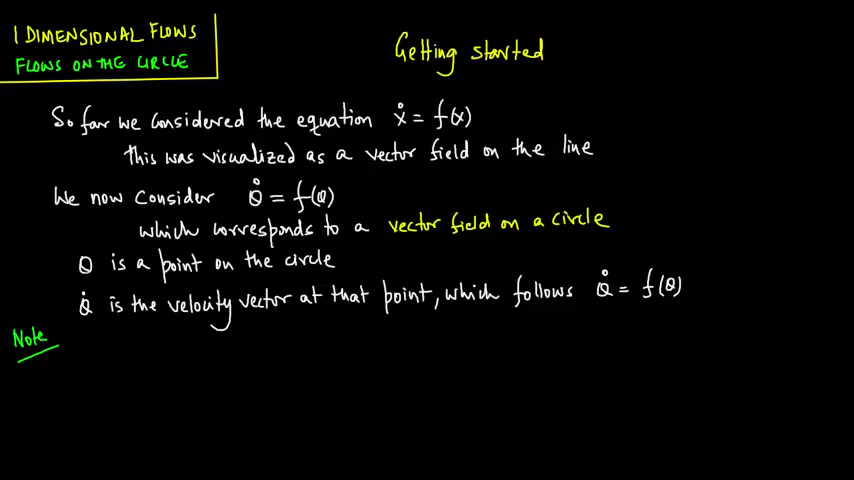 1 DIMENSIONAL FLOWS
FLOWS ON THE CIRCLE
Getting started
So far we considered the equation ẋ = f(x)
This was visualized as a vector field on the line
We now consider θ̇ = f(θ)
which corresponds to a vector field on a circle
θ is a point on the circle
θ̇ is the velocity vector at that point, which follows θ̇ = f(θ)
Note